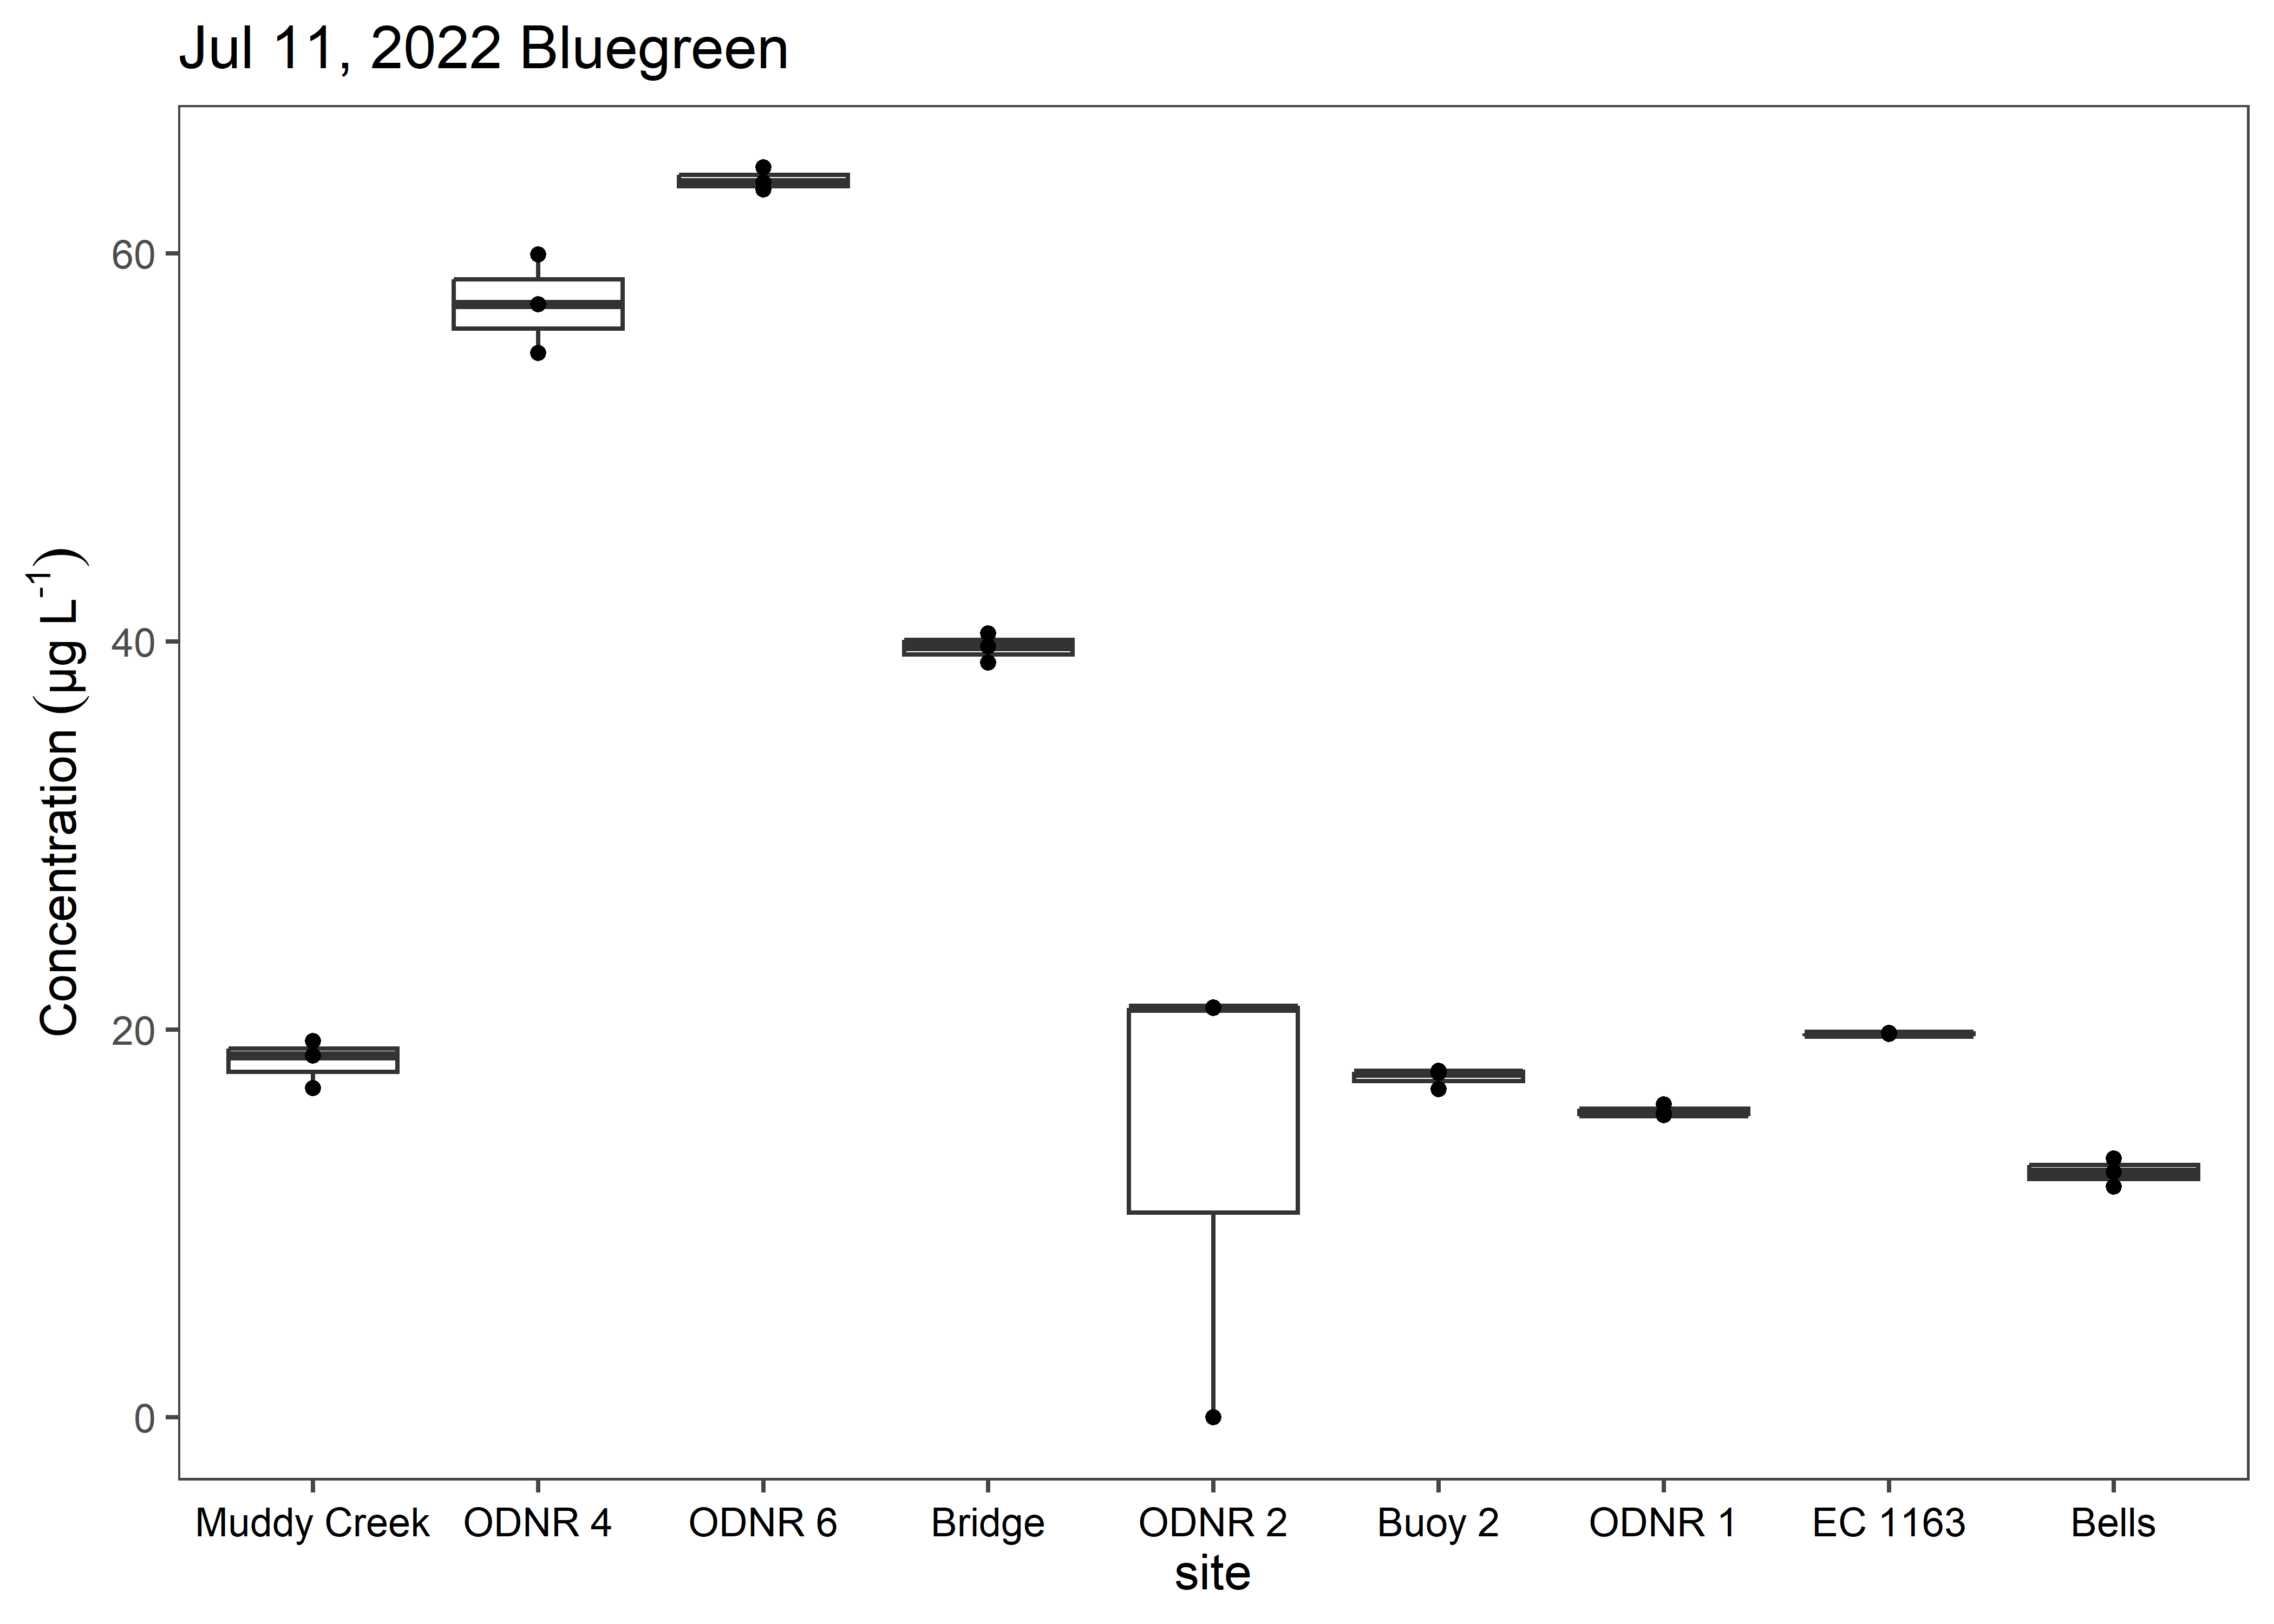 Jul 11, 2022 Bluegreen
Concentration (µg L⁻¹)
60
40
20
0
Muddy Creek ODNR 4 ODNR 6 Bridge ODNR 2 Buoy 2 ODNR 1 EC 1163 Bells
site